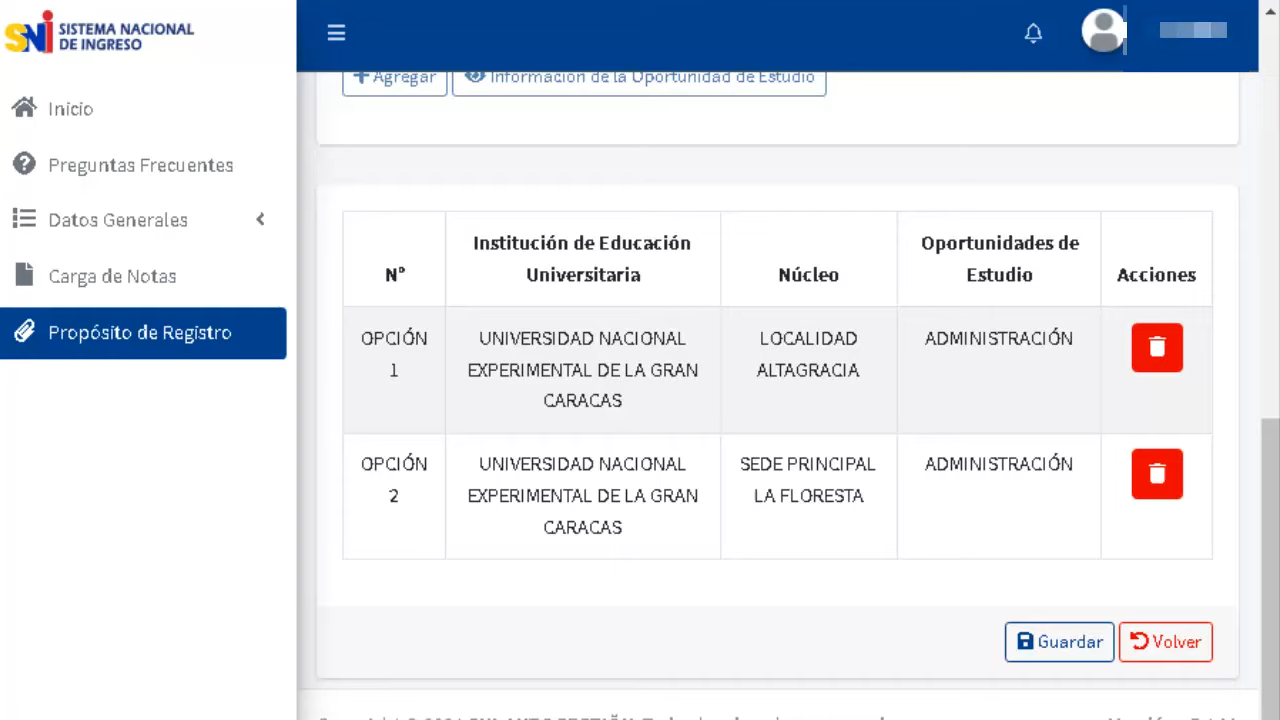 SNi SISTEMA NACIONAL
DE INGRESO
Inicio
Preguntas Frecuentes
Datos Generales
Carga de Notas
Propósito de Registro
Agregar
Información de la Oportunidad de Estudio
N°
Institución de Educación
Universitaria
Núcleo
Oportunidades de
Estudio
Acciones
OPCIÓN
1
UNIVERSIDAD NACIONAL
EXPERIMENTAL DE LA GRAN
CARACAS
LOCALIDAD
ALTAGRACIA
ADMINISTRACIÓN
OPCIÓN
2
UNIVERSIDAD NACIONAL
EXPERIMENTAL DE LA GRAN
CARACAS
SEDE PRINCIPAL
LA FLORESTA
ADMINISTRACIÓN
Guardar
Volver